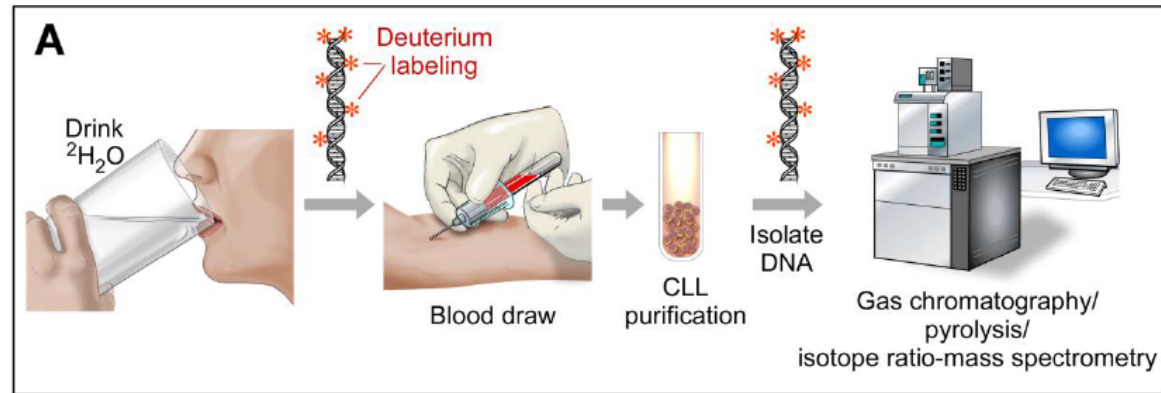 A
Deuterium
labeling
Drink
²H₂O
Blood draw
CLL
purification
Isolate
DNA
Gas chromatography/
pyrolysis/
isotope ratio-mass spectrometry